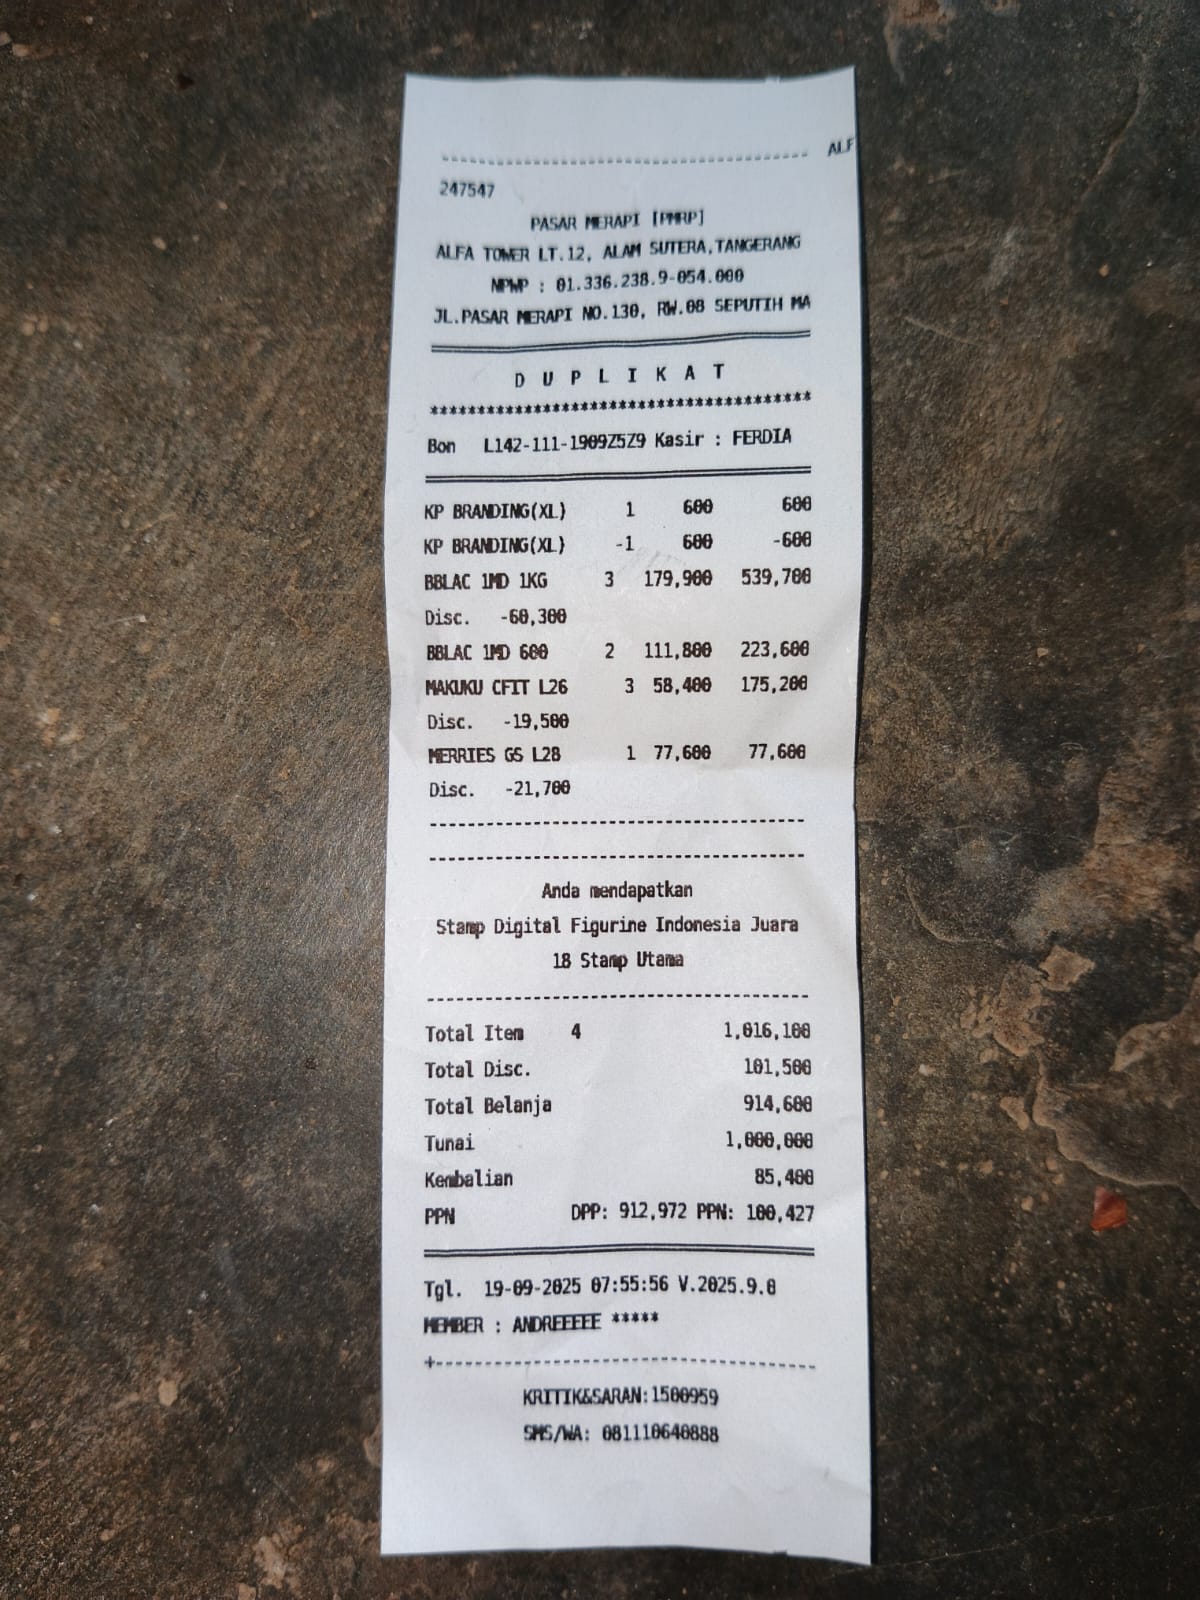 ALF
247547
PASAR MERAPI [PMRP]
ALFA TOWER LT.12, ALAM SUTERA,TANGERANG
NPWP : 01.336.238.9-054.000
JL.PASAR MERAPI NO.130, RW.08 SEPUTIH MA
D U P L I K A T
****************************************
Bon L142-111-1909Z5Z9 Kasir : FERDIA
KP BRANDING(XL) 1 600 600
KP BRANDING(XL) -1 600 -600
BBLAC 1MD 1KG 3 179,900 539,700
Disc. -60,300
BBLAC 1MD 600 2 111,800 223,600
MAKUKU CFIT L26 3 58,400 175,200
Disc. -19,500
MERRIES GS L28 1 77,600 77,600
Disc. -21,700
Anda mendapatkan
Stamp Digital Figurine Indonesia Juara
18 Stamp Utama
Total Item 4 1,016,100
Total Disc. 101,500
Total Belanja 914,600
Tunai 1,000,000
Kembalian 85,400
PPN DPP: 912,972 PPN: 100,427
Tgl. 19-09-2025 07:55:56 V.2025.9.0
MEMBER : ANDREEEEE *****
KRITIK&SARAN:1500959
SMS/WA: 081110640888